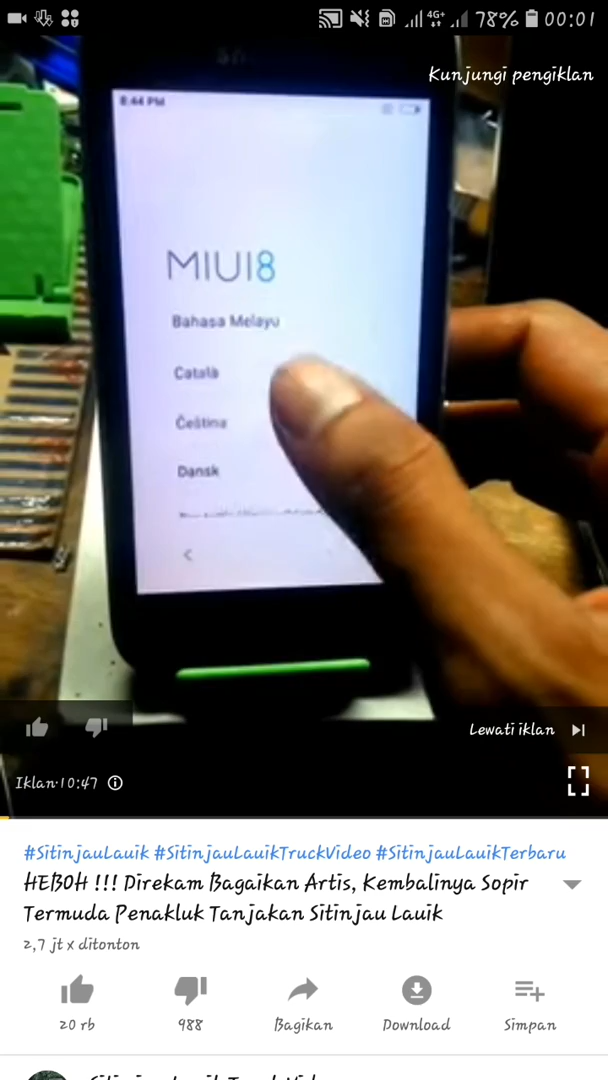 4G+ 78% 00:01
Kunjungi pengiklan
8:44 PM
MIUI8
Bahasa Melayu
Català
Čeština
Dansk
Lewati iklan
Iklan·10:47
#SitinjauLauik #SitinjauLauikTruckVideo #SitinjauLauikTerbaru
HEBOH !!! Direkam Bagaikan Artis, Kembalinya Sopir
Termuda Penakluk Tanjakan Sitinjau Lauik
2,7 jt x ditonton
20 rb 988 Bagikan Download Simpan